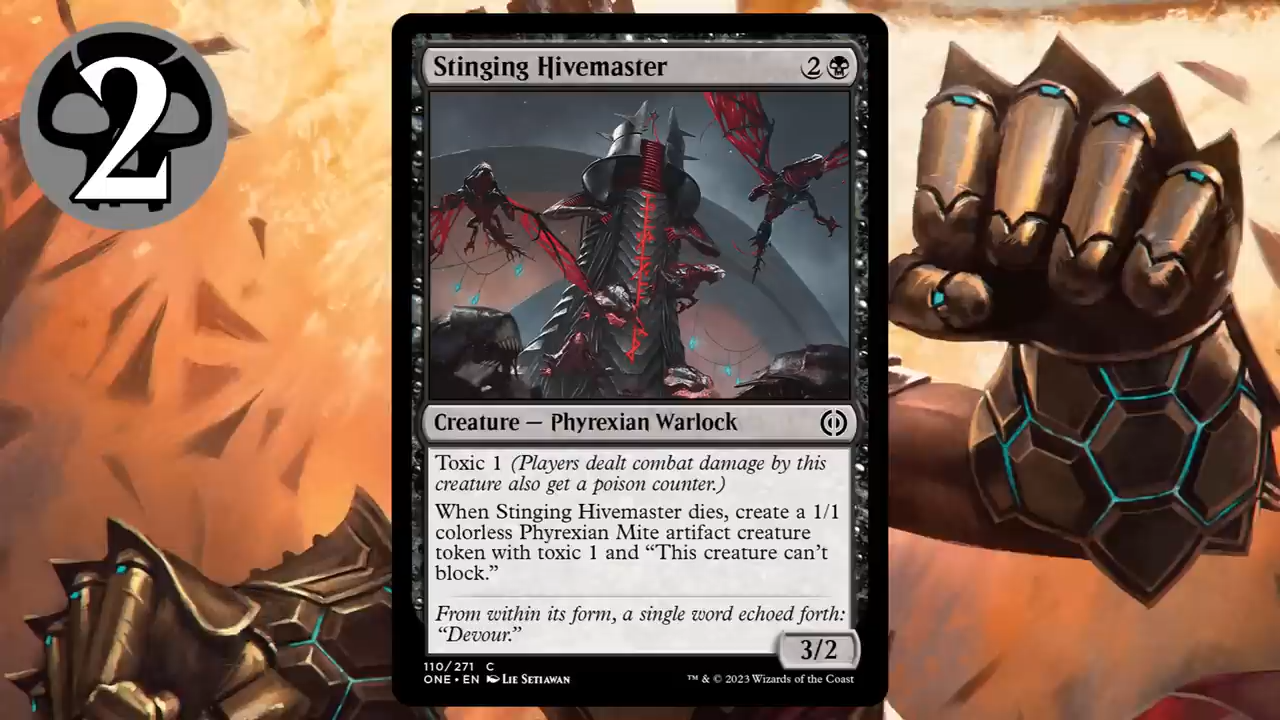 2
Stinging Hivemaster 2
Creature — Phyrexian Warlock
Toxic 1 (Players dealt combat damage by this
creature also get a poison counter.)
When Stinging Hivemaster dies, create a 1/1
colorless Phyrexian Mite artifact creature
token with toxic 1 and “This creature can’t
block.”
From within its form, a single word echoed forth:
“Devour.”
3/2
110/271 C
ONE • EN Lie Setiawan
™ & © 2023 Wizards of the Coast